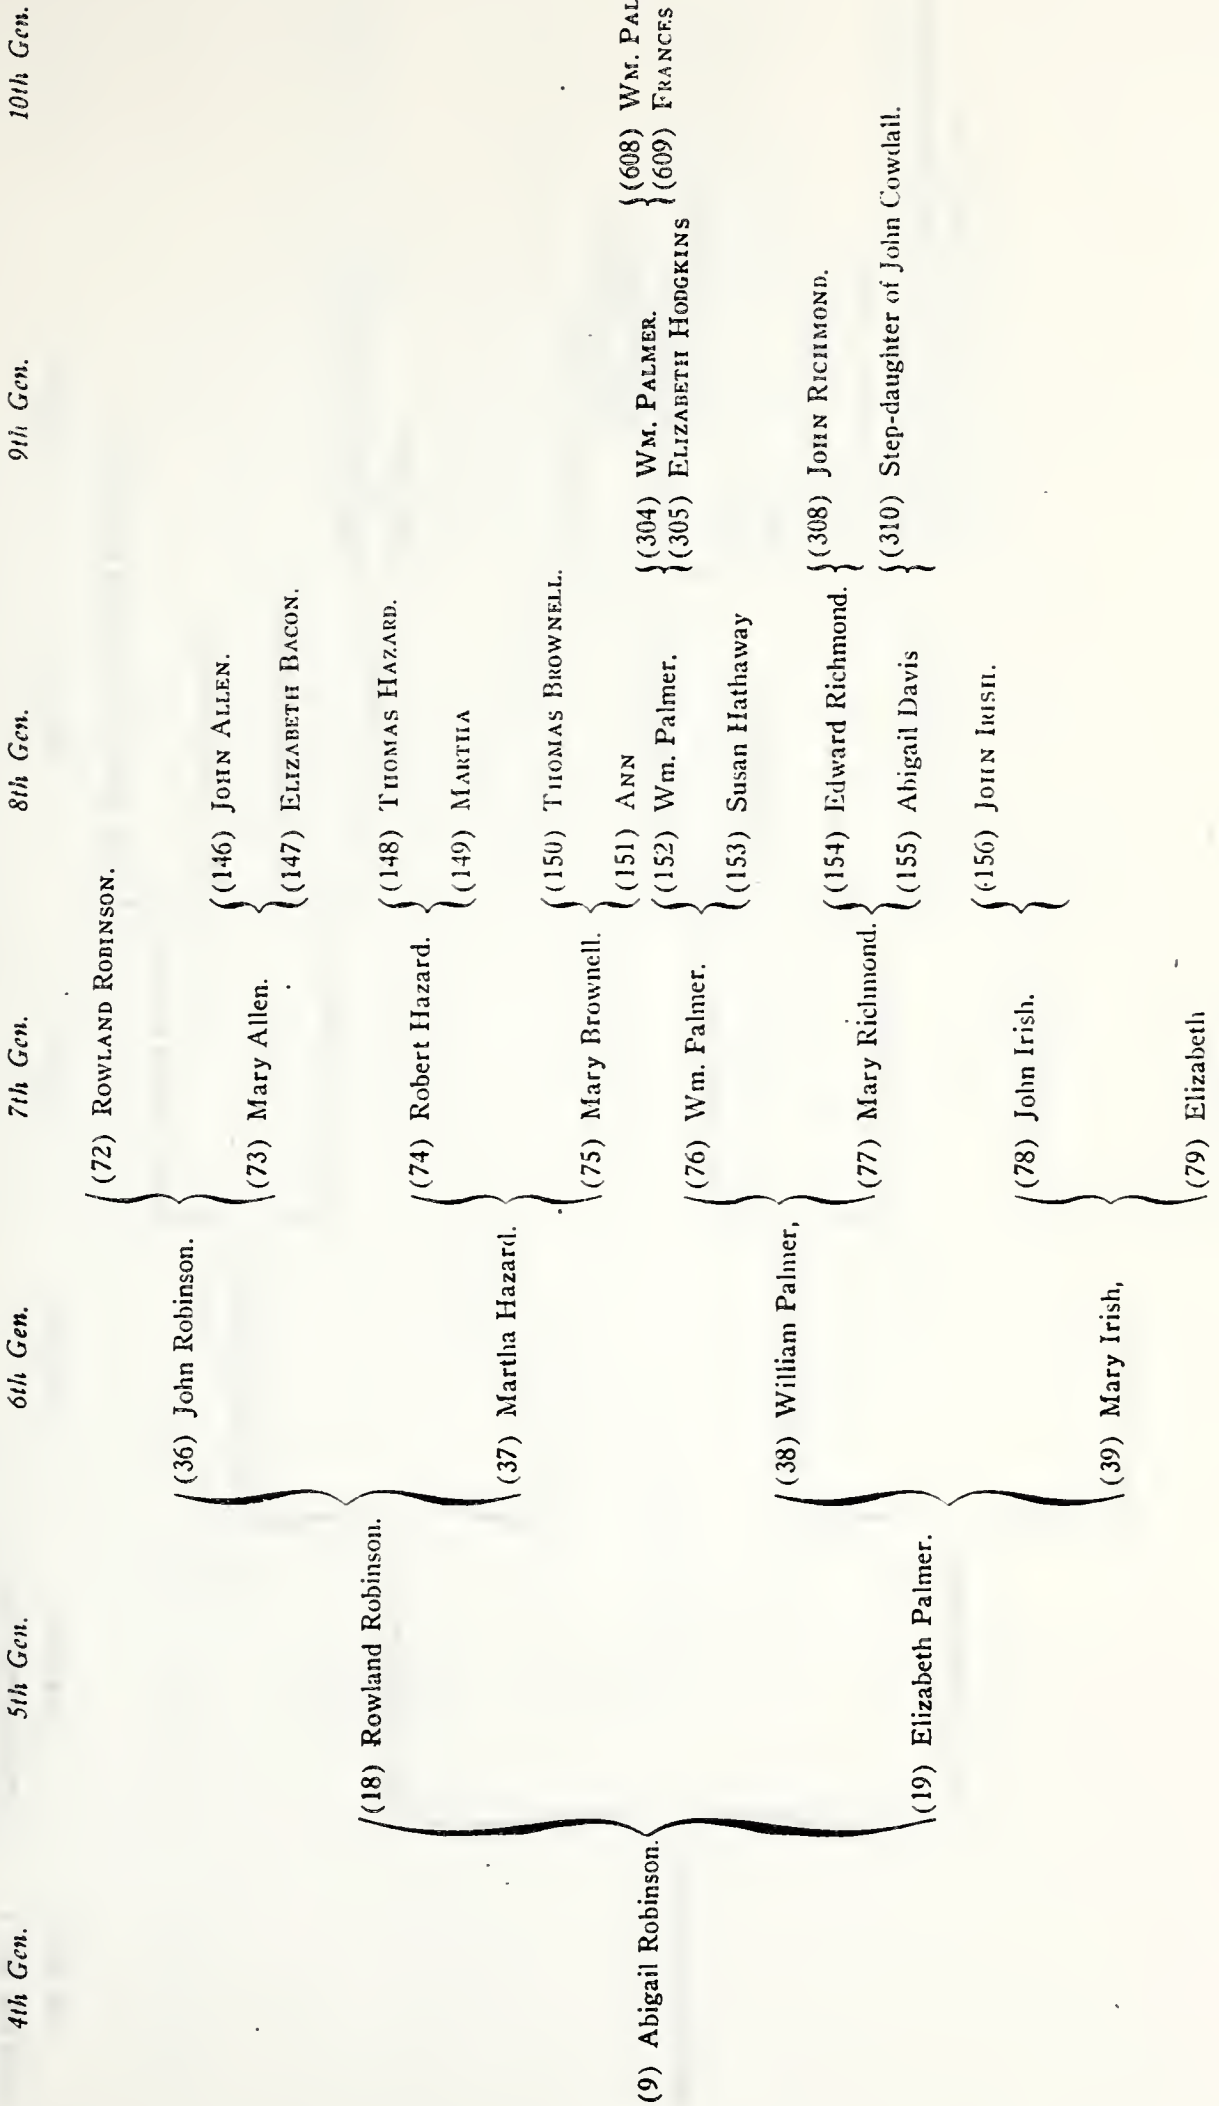 4th Gen. 5th Gen. 6th Gen. 7th Gen. 8th Gen. 9th Gen. 10th Gen.
(72) ROWLAND ROBINSON.
(36) John Robinson.
(146) JOHN ALLEN.
(73) Mary Allen.
(147) ELIZABETH BACON.
(18) Rowland Robinson.
(148) THOMAS HAZARD.
(74) Robert Hazard.
(149) MARTHA
(37) Martha Hazard.
(150) THOMAS BROWNELL.
(75) Mary Brownell.
(151) ANN
(9) Abigail Robinson.
(608) WM. PAL
(304) WM. PALMER.
(152) Wm. Palmer.
(609) FRANCES
(305) ELIZABETH HODGKINS
(76) Wm. Palmer.
(153) Susan Hathaway
(38) William Palmer,
(308) JOHN RICHMOND.
(154) Edward Richmond.
(77) Mary Richmond.
(310) Step-daughter of John Cowdall.
(155) Abigail Davis
(19) Elizabeth Palmer.
(156) JOHN IRISH.
(78) John Irish.
(39) Mary Irish,
(79) Elizabeth